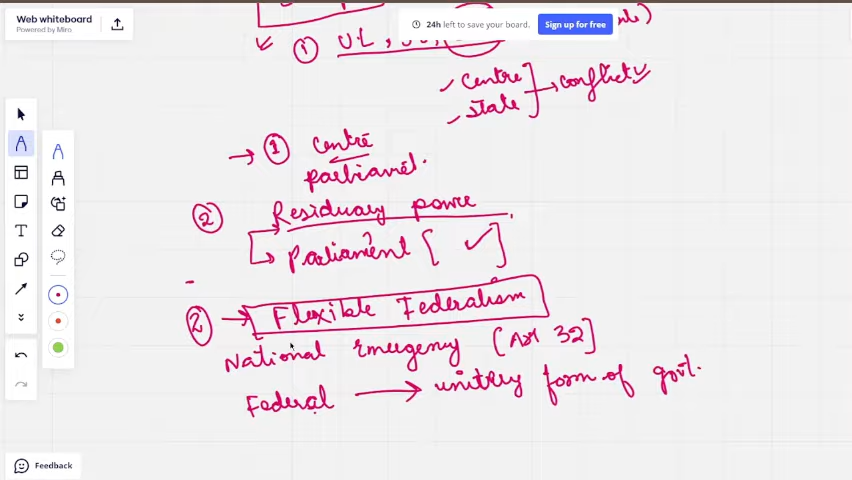 Web whiteboard
Powered by Miro
24h left to save your board.
Sign up for free
① U.L,
Centre
State
conflict
→ ① Centre
parliament.
② Residuary power
Parliament [ ✓ ]
② → Flexible Federalism
National Emergency [Art 32]
Federal → unitry form of govt.
Feedback